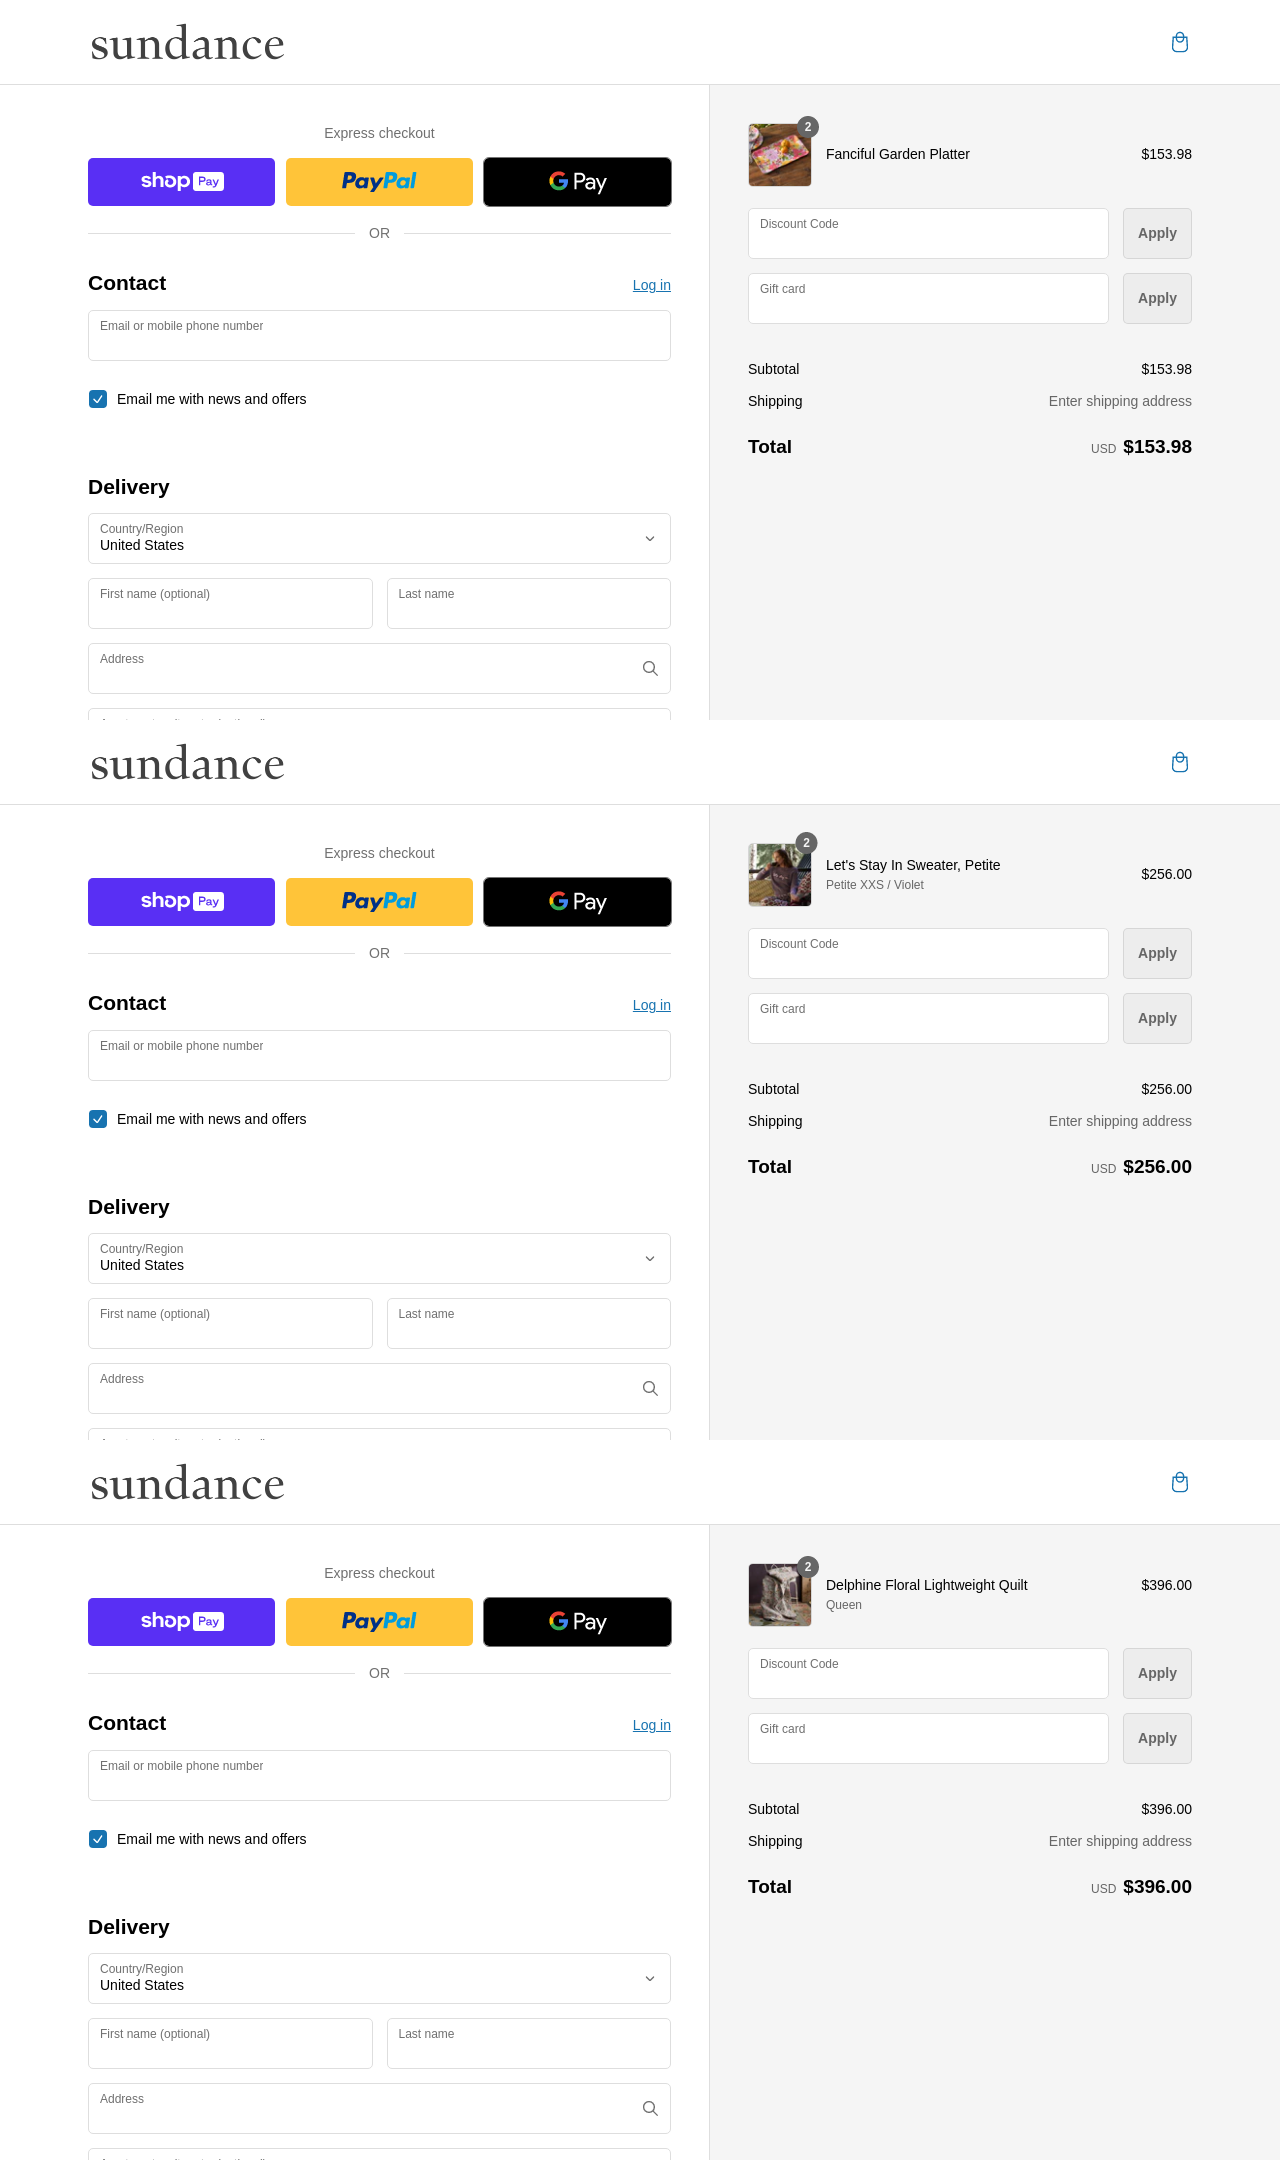 sundance
Express checkout
shop Pay
PayPal
G Pay
OR
Contact
Log in
Email or mobile phone number
Email me with news and offers
Delivery
Country/Region
United States
First name (optional)
Last name
Address
2
Fanciful Garden Platter
$153.98
Discount Code
Apply
Gift card
Apply
Subtotal
$153.98
Shipping
Enter shipping address
Total
USD $153.98
sundance
Express checkout
shop Pay
PayPal
G Pay
OR
Contact
Log in
Email or mobile phone number
Email me with news and offers
Delivery
Country/Region
United States
First name (optional)
Last name
Address
2
Let's Stay In Sweater, Petite
Petite XXS / Violet
$256.00
Discount Code
Apply
Gift card
Apply
Subtotal
$256.00
Shipping
Enter shipping address
Total
USD $256.00
sundance
Express checkout
shop Pay
PayPal
G Pay
OR
Contact
Log in
Email or mobile phone number
Email me with news and offers
Delivery
Country/Region
United States
First name (optional)
Last name
Address
2
Delphine Floral Lightweight Quilt
Queen
$396.00
Discount Code
Apply
Gift card
Apply
Subtotal
$396.00
Shipping
Enter shipping address
Total
USD $396.00